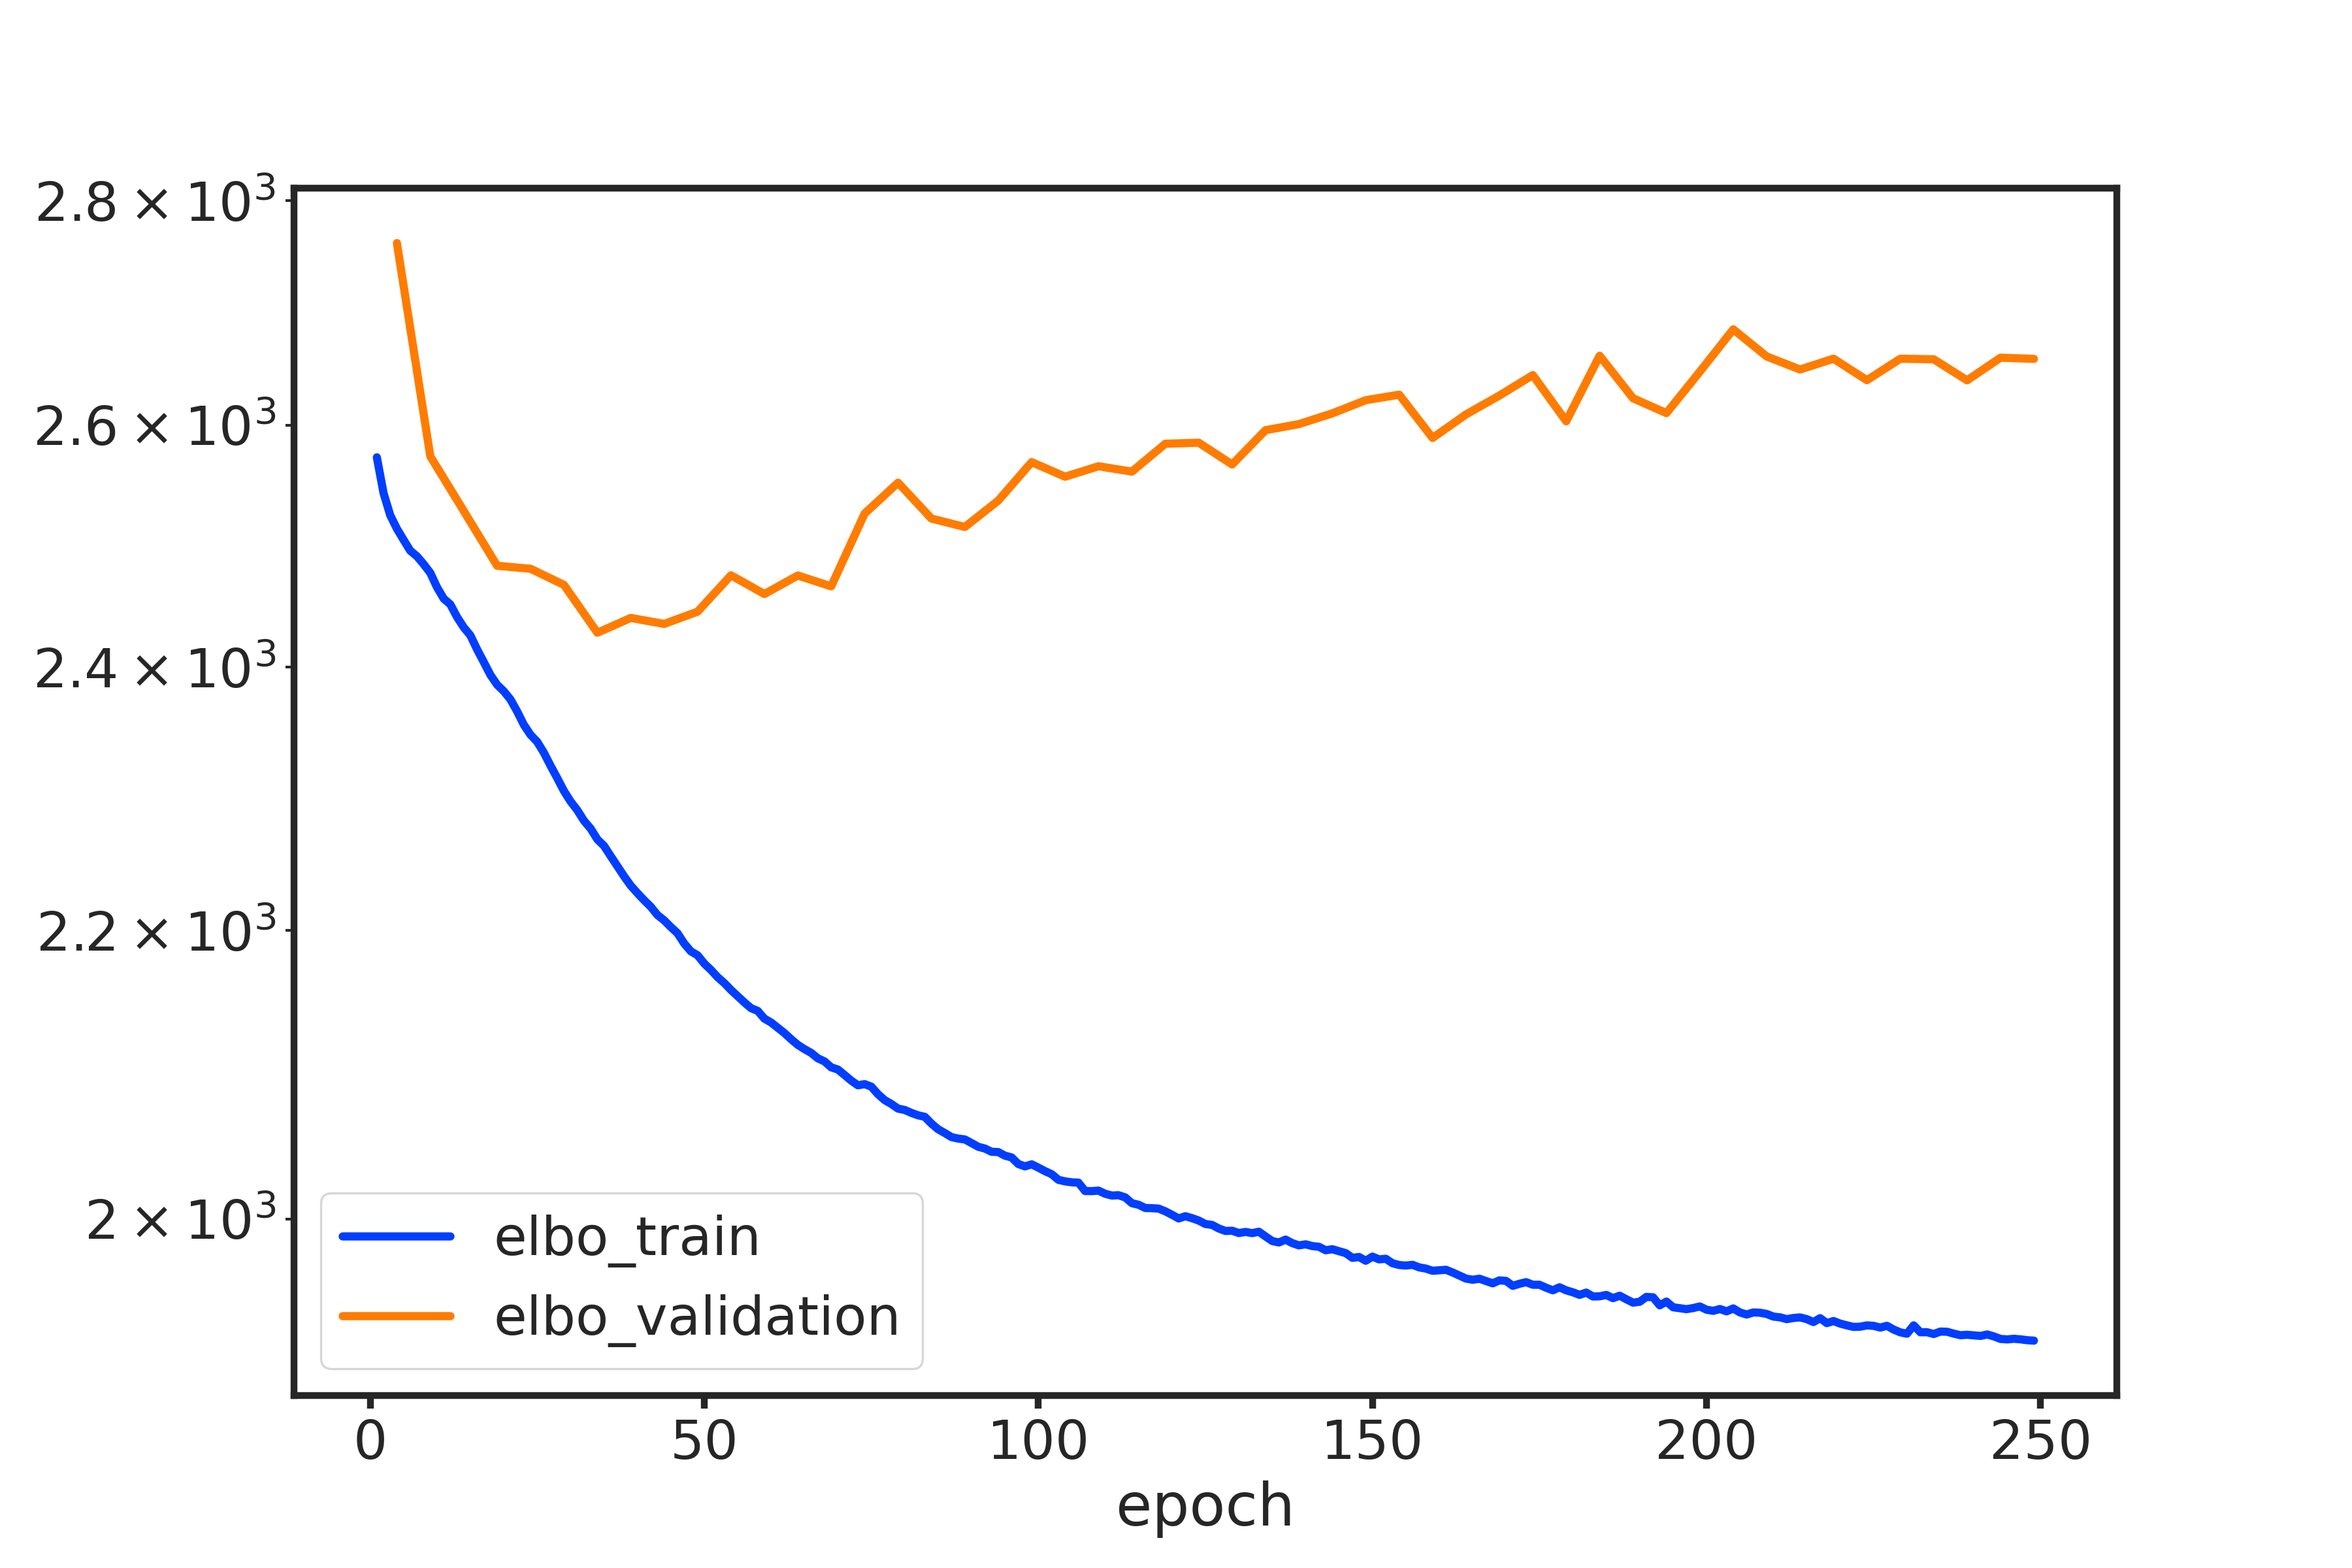 2.8 × 10³
2.6 × 10³
2.4 × 10³
2.2 × 10³
2 × 10³
elbo_train
elbo_validation
0 50 100 150 200 250
epoch